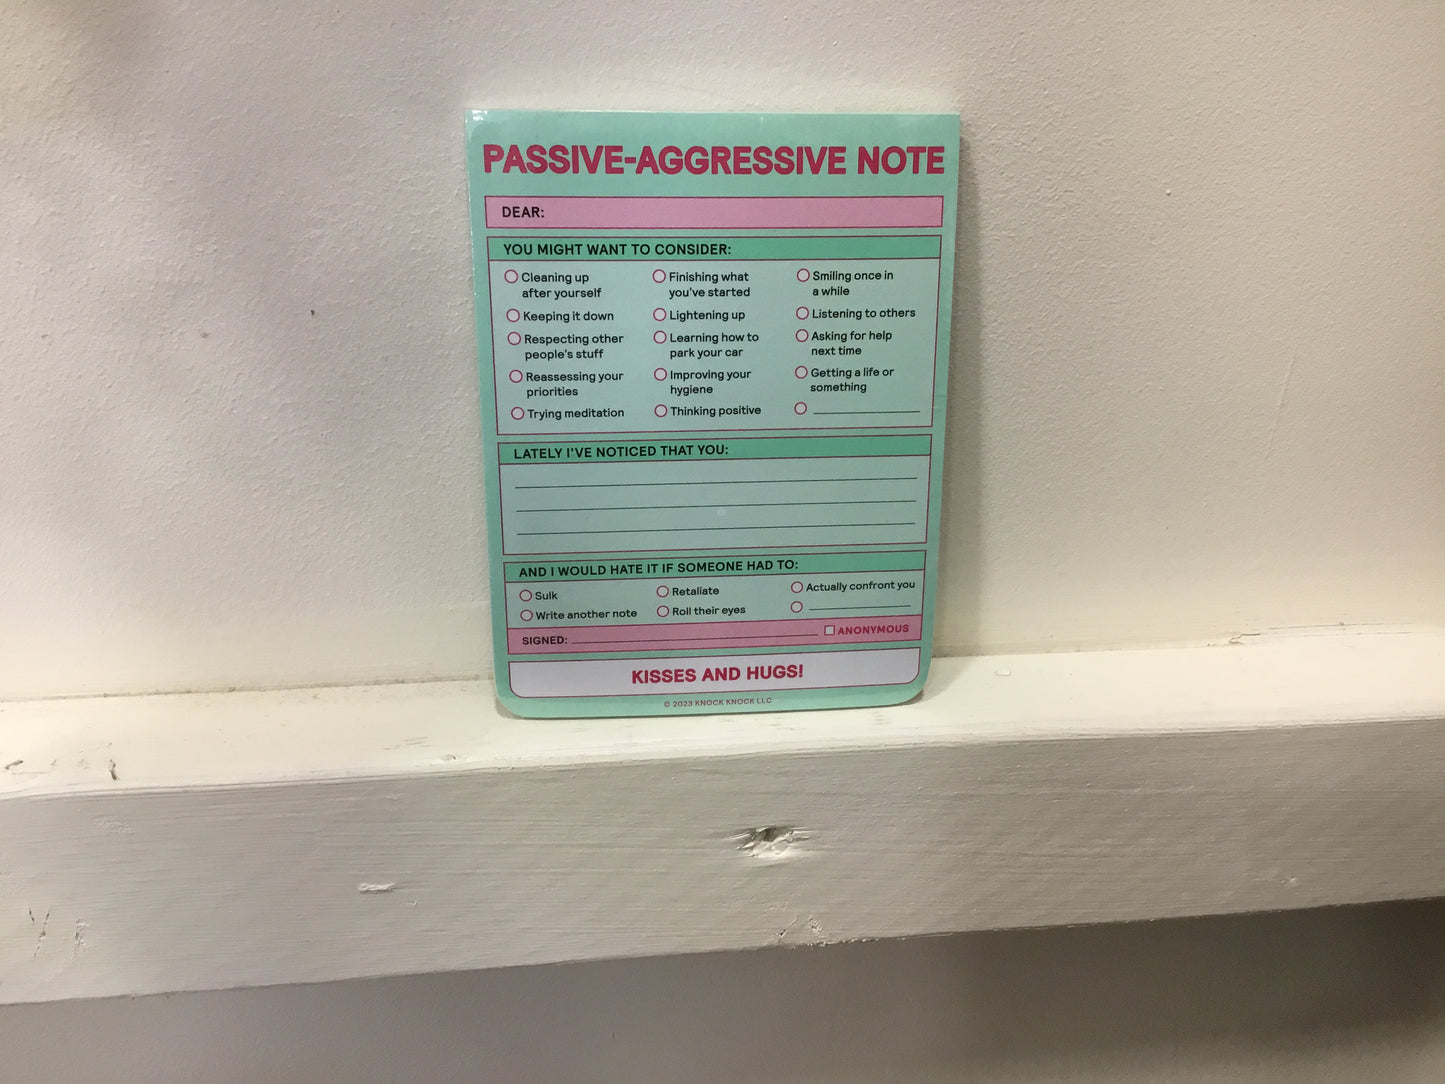 PASSIVE-AGGRESSIVE NOTE
DEAR:
YOU MIGHT WANT TO CONSIDER:
Cleaning up
after yourself
Keeping it down
Respecting other
people's stuff
Reassessing your
priorities
Trying meditation
Finishing what
you've started
Lightening up
Learning how to
park your car
Improving your
hygiene
Thinking positive
Smiling once in
a while
Listening to others
Asking for help
next time
Getting a life or
something
LATELY I'VE NOTICED THAT YOU:
AND I WOULD HATE IT IF SOMEONE HAD TO:
Sulk
Write another note
Retaliate
Roll their eyes
Actually confront you
SIGNED:
ANONYMOUS
KISSES AND HUGS!
© 2023 KNOCK KNOCK LLC